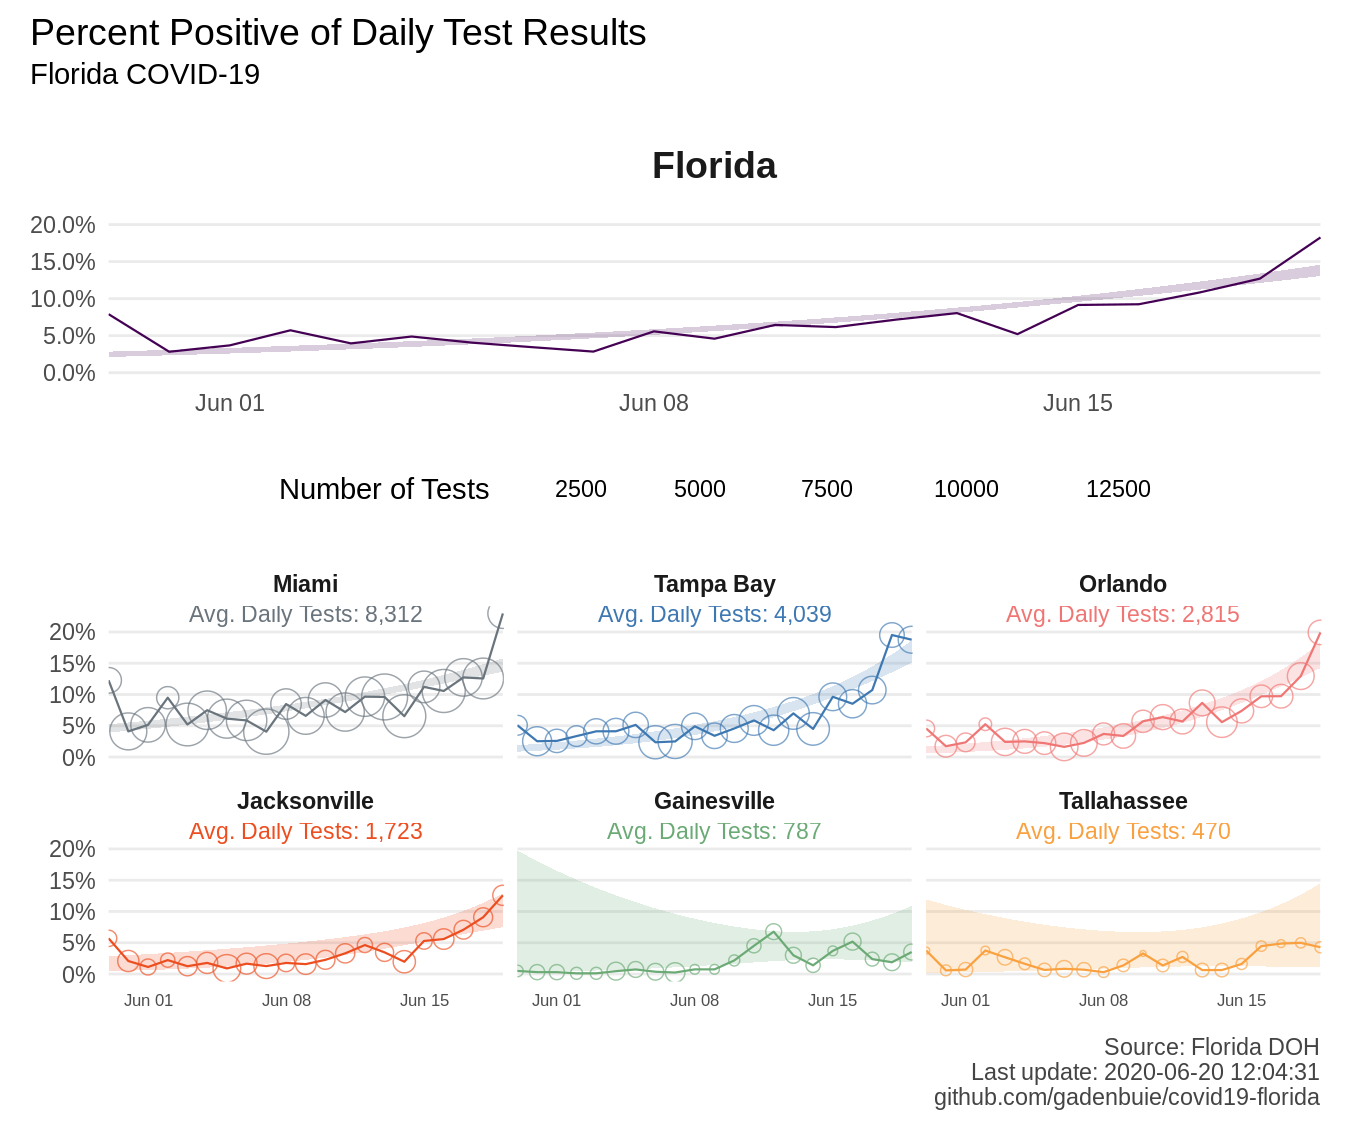 Percent Positive of Daily Test Results
Florida COVID-19
Florida
20.0%
15.0%
10.0%
5.0%
0.0%
Jun 01 Jun 08 Jun 15
Number of Tests 2500 5000 7500 10000 12500
Miami Tampa Bay Orlando
Avg. Daily Tests: 8,312 Avg. Daily Tests: 4,039 Avg. Daily Tests: 2,815
20%
15%
10%
5%
0%
Jacksonville Gainesville Tallahassee
Avg. Daily Tests: 1,723 Avg. Daily Tests: 787 Avg. Daily Tests: 470
20%
15%
10%
5%
0%
Jun 01 Jun 08 Jun 15 Jun 01 Jun 08 Jun 15 Jun 01 Jun 08 Jun 15
Source: Florida DOH
Last update: 2020-06-20 12:04:31
github.com/gadenbuie/covid19-florida